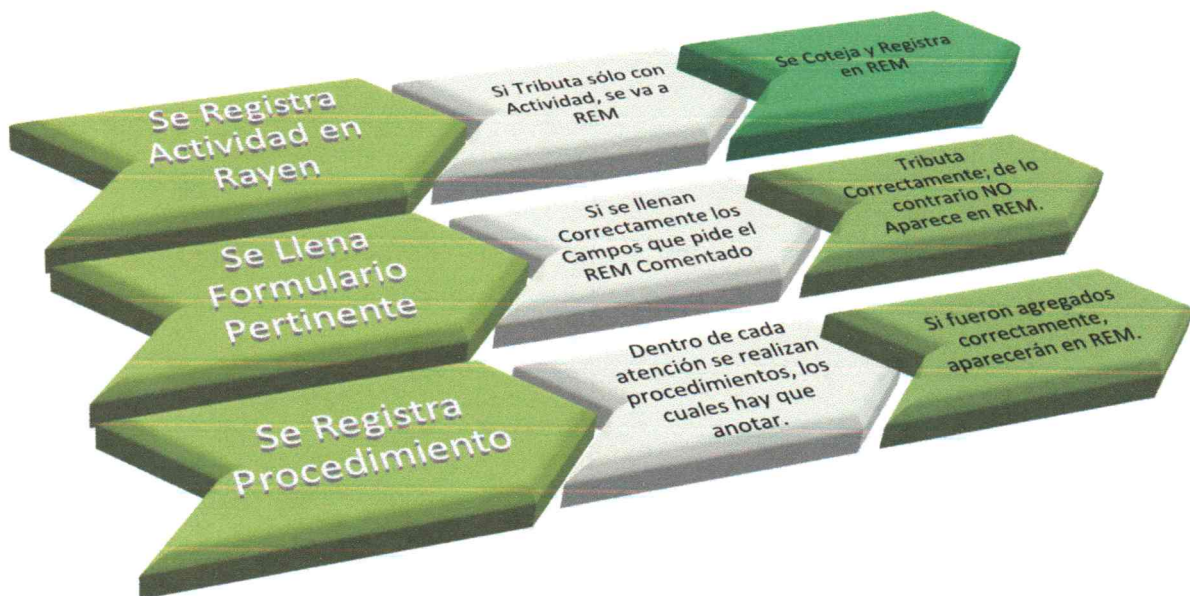 Se Registra
Actividad en
Rayen
Si Tributa sólo con
Actividad, se va a
REM
Se Coteja y Registra
en REM
Se Llena
Formulario
Pertinente
Si se llenan
Correctamente los
Campos que pide el
REM Comentado
Tributa
Correctamente; de lo
contrario NO
Aparece en REM.
Se Registra
Procedimiento
Dentro de cada
atención se realizan
procedimientos, los
cuales hay que
anotar.
Si fueron agregados
correctamente,
aparecerán en REM.